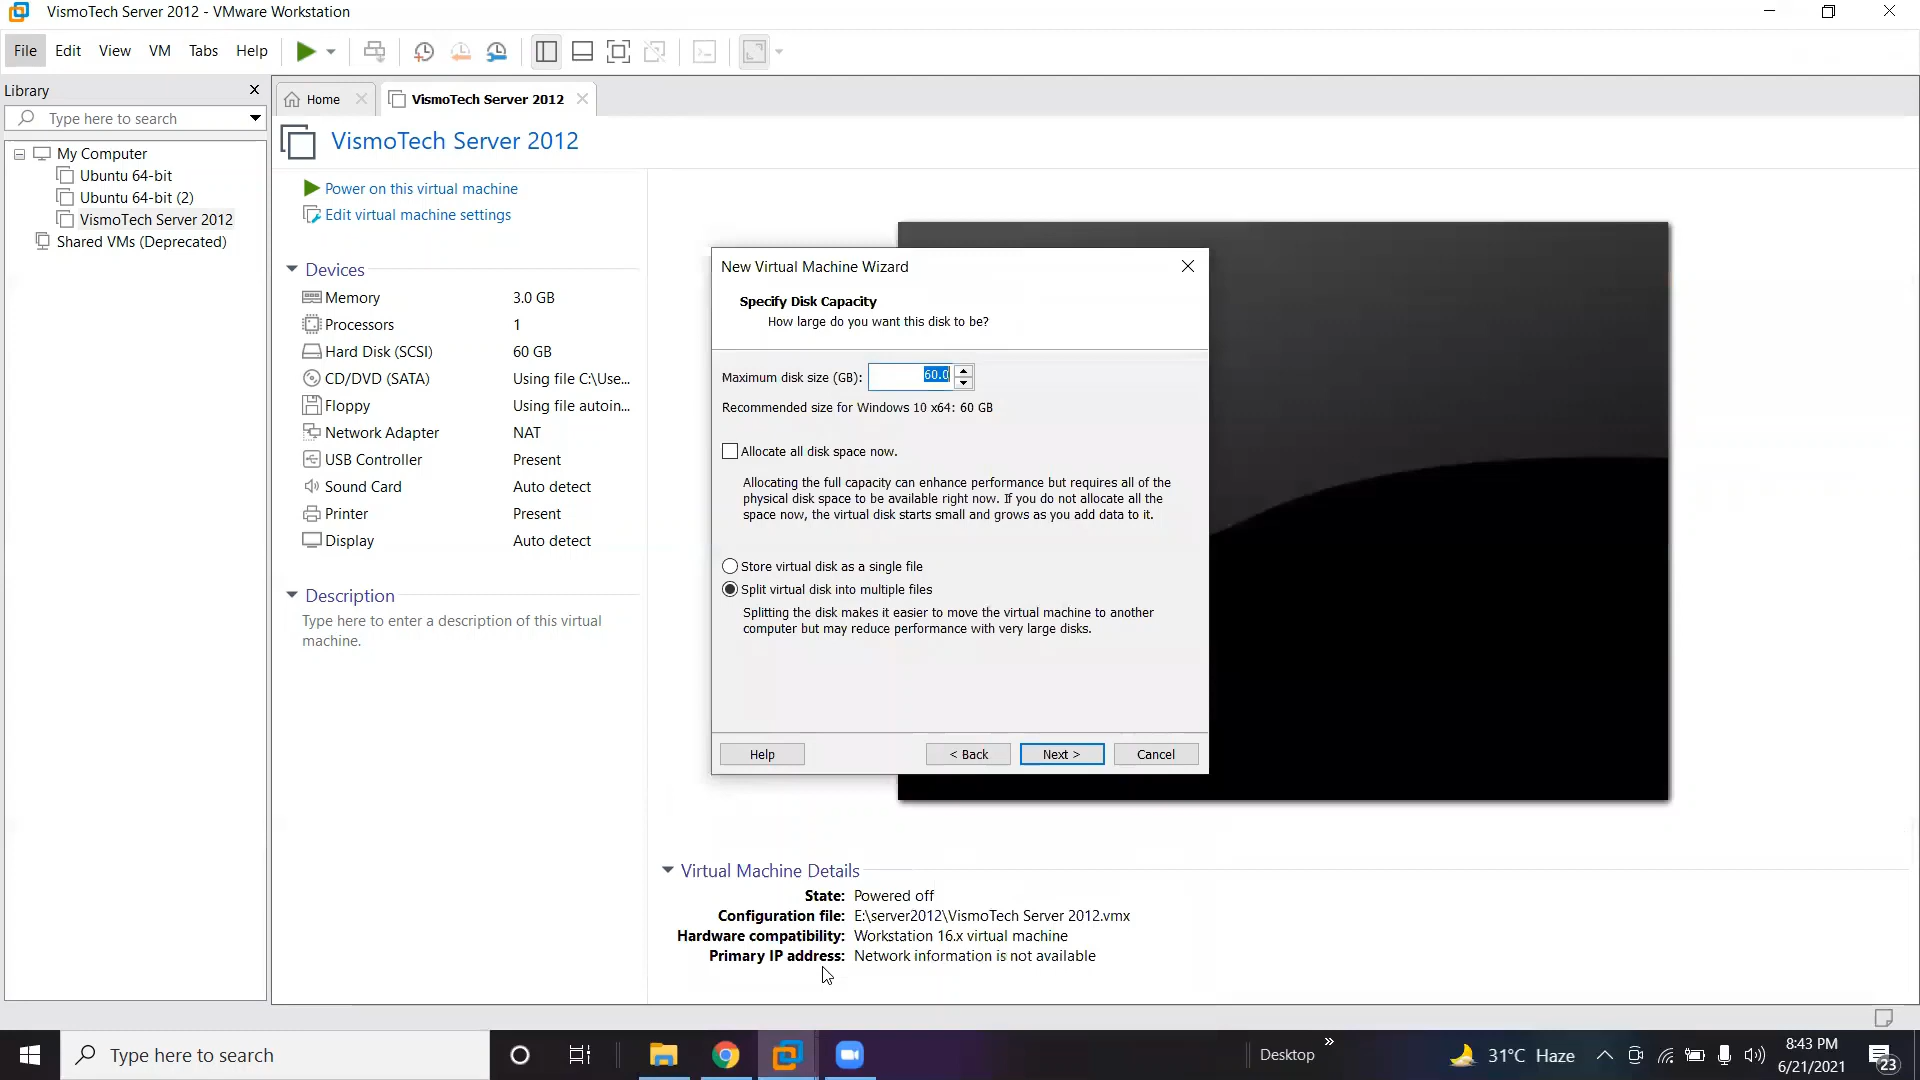 VismoTech Server 2012 - VMware Workstation
File Edit View VM Tabs Help
Library
Type here to search
My Computer
Ubuntu 64-bit
Ubuntu 64-bit (2)
VismoTech Server 2012
Shared VMs (Deprecated)
Home
VismoTech Server 2012
VismoTech Server 2012
Power on this virtual machine
Edit virtual machine settings
Devices
Memory 3.0 GB
Processors 1
Hard Disk (SCSI) 60 GB
CD/DVD (SATA) Using file C:\Use...
Floppy Using file autoin...
Network Adapter NAT
USB Controller Present
Sound Card Auto detect
Printer Present
Display Auto detect
Description
Type here to enter a description of this virtual
machine.
New Virtual Machine Wizard
Specify Disk Capacity
How large do you want this disk to be?
Maximum disk size (GB): 60.0
Recommended size for Windows 10 x64: 60 GB
Allocate all disk space now.
Allocating the full capacity can enhance performance but requires all of the
physical disk space to be available right now. If you do not allocate all the
space now, the virtual disk starts small and grows as you add data to it.
Store virtual disk as a single file
Split virtual disk into multiple files
Splitting the disk makes it easier to move the virtual machine to another
computer but may reduce performance with very large disks.
Help < Back Next > Cancel
Virtual Machine Details
State: Powered off
Configuration file: E:\server2012\VismoTech Server 2012.vmx
Hardware compatibility: Workstation 16.x virtual machine
Primary IP address: Network information is not available
Type here to search
Desktop
31°C Haze
8:43 PM
6/21/2021
23